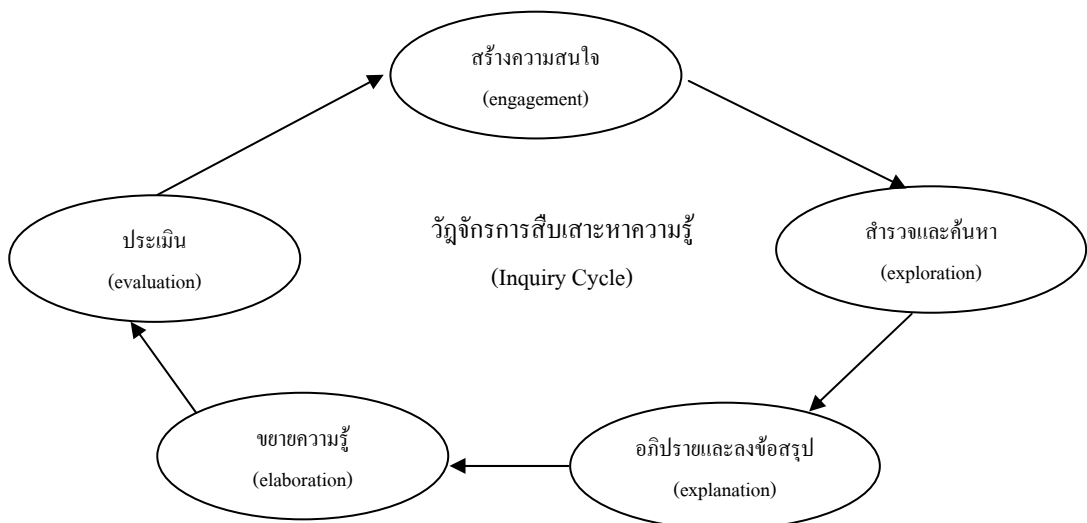 สร้างความสนใจ
(engagement)
วัฎจักรการสืบเสาะหาความรู้
(Inquiry Cycle)
สำรวจและค้นหา
(exploration)
อภิปรายและลงข้อสรุป
(explanation)
ขยายความรู้
(elaboration)
ประเมิน
(evaluation)